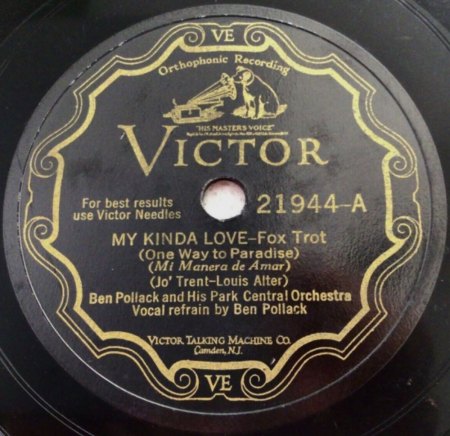 VE
Orthophonic Recording
"HIS MASTER'S VOICE"
VICTOR
For best results
use Victor Needles
21944-A
MY KINDA LOVE–Fox Trot
(One Way to Paradise)
(Mi Manera de Amar)
(Jo' Trent-Louis Alter)
Ben Pollack and His Park Central Orchestra
Vocal refrain by Ben Pollack
VICTOR TALKING MACHINE CO.
Camden, N.J.
VE